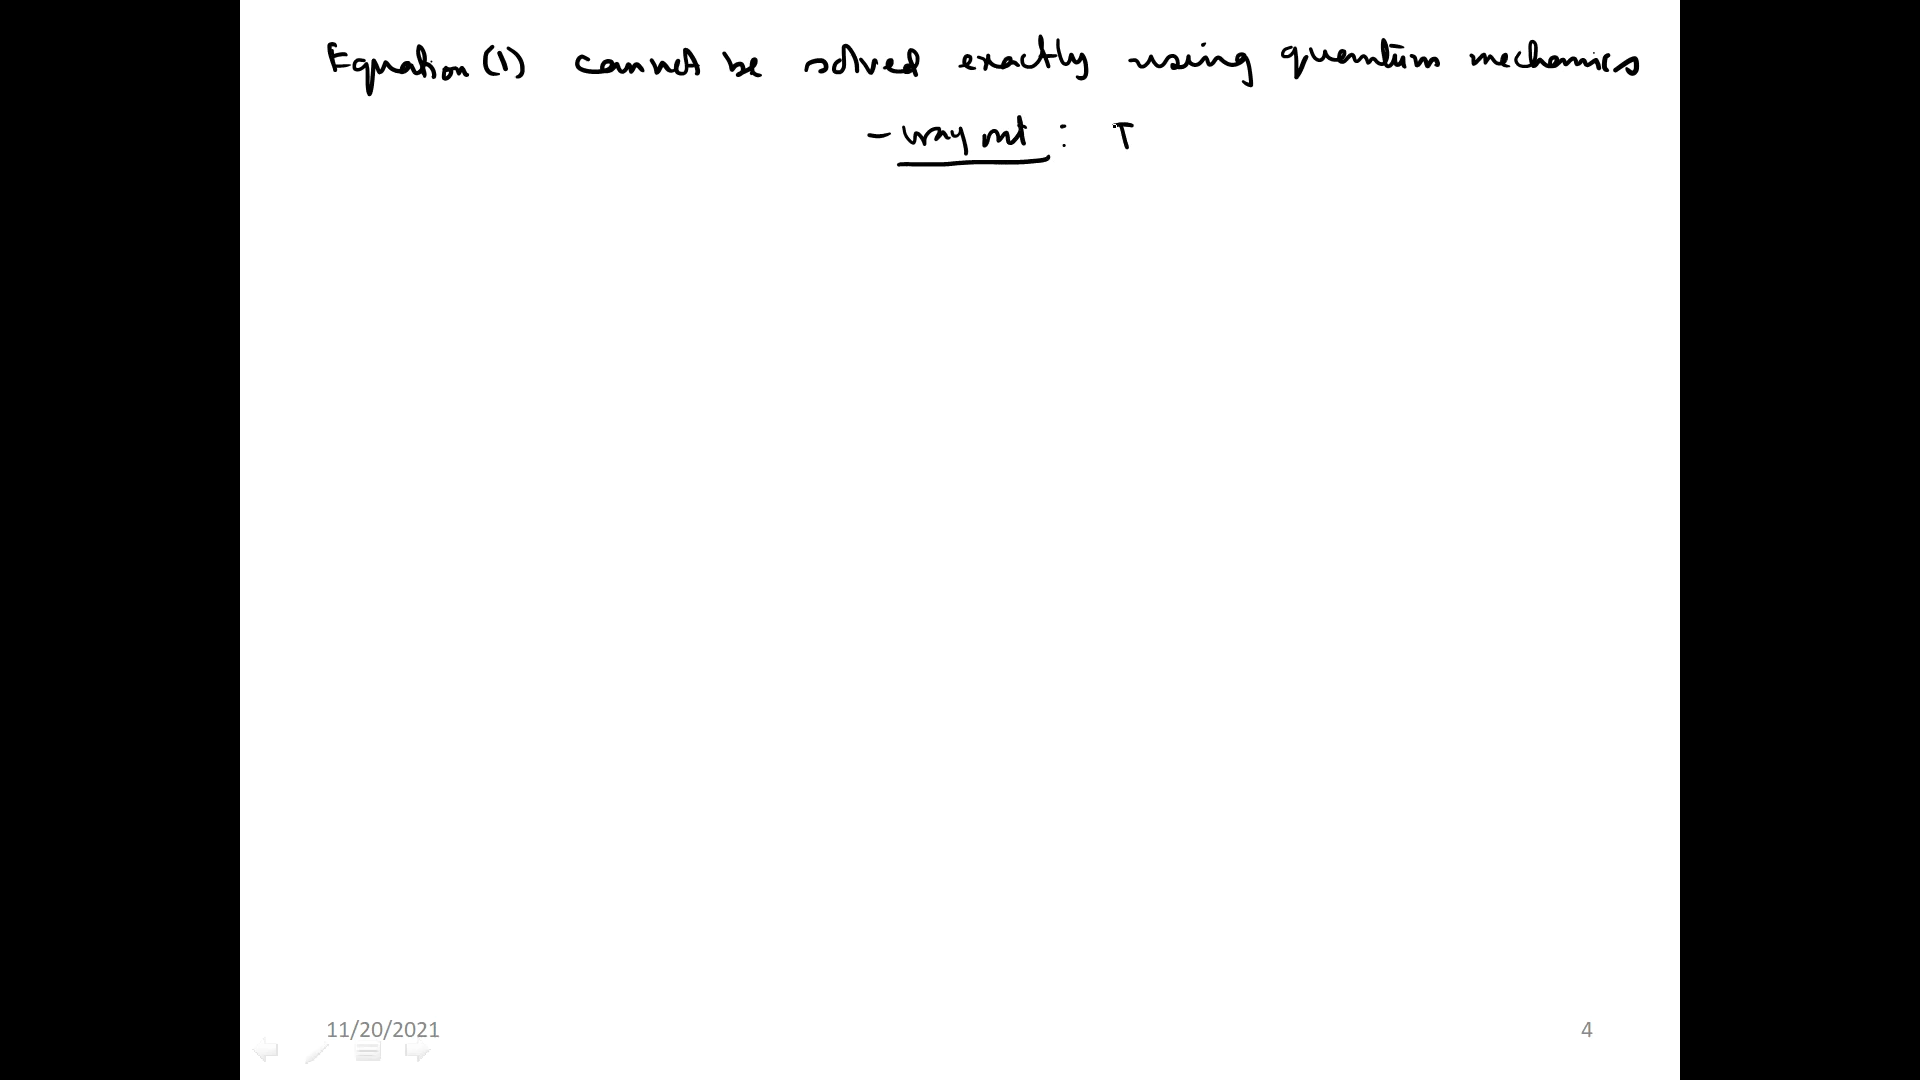 Equation (1) cannot be solved exactly using quantum mechanics
- way out : T
11/20/2021
4